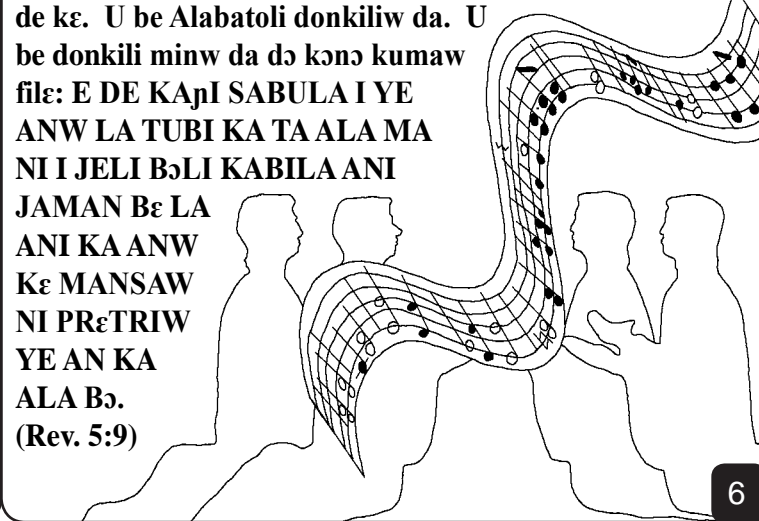 de kɛ.  U be Alabatoli donkiliw da.  U
be donkili minw da dɔ kɔnɔ kumaw
filɛ: E DE KAɲI SABULA I YE
ANW LA TUBI KA TA ALA MA
NI I JELI BɔLI KABILA ANI
JAMAN Bɛ LA
ANI KA ANW
Kɛ MANSAW
NI PRɛTRIW
YE AN KA
ALA Bɔ.
(Rev. 5:9)
6